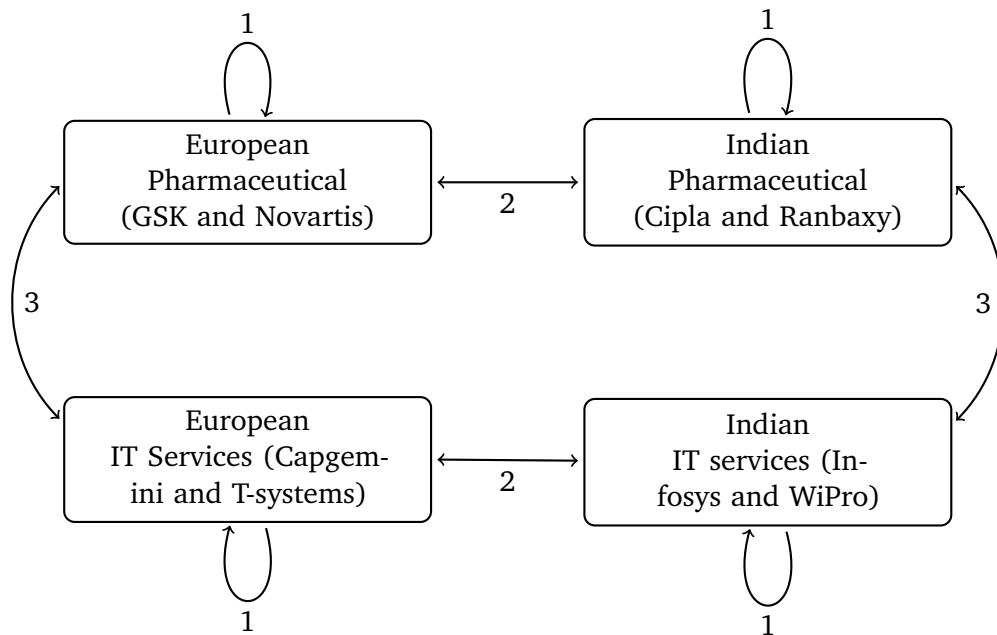 1
1
European
Pharmaceutical
(GSK and Novartis)
2
Indian
Pharmaceutical
(Cipla and Ranbaxy)
3
3
European
IT Services (Capgem-
ini and T-systems)
2
Indian
IT services (In-
fosys and WiPro)
1
1